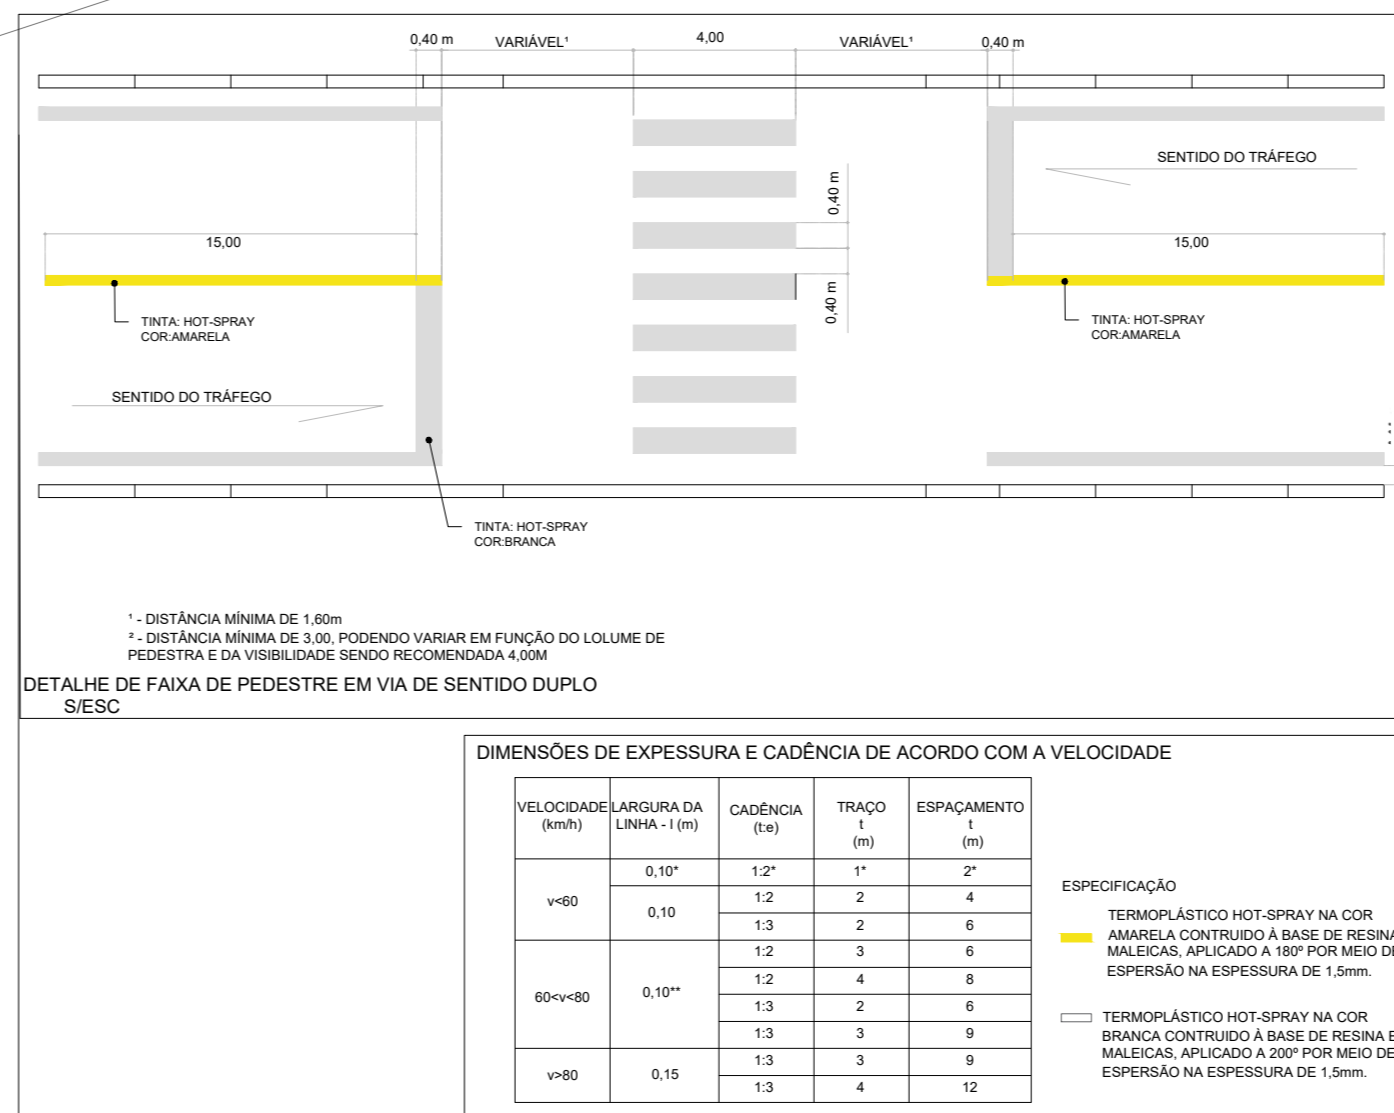 0,40 m VARIÁVEL¹ 4,00 VARIÁVEL¹ 0,40 m
SENTIDO DO TRÁFEGO
0,40 m
15,00
15,00
0,40 m
TINTA: HOT-SPRAY
COR:AMARELA
TINTA: HOT-SPRAY
COR:AMARELA
SENTIDO DO TRÁFEGO
TINTA: HOT-SPRAY
COR:BRANCA
¹ - DISTÂNCIA MÍNIMA DE 1,60m
² - DISTÂNCIA MÍNIMA DE 3,00, PODENDO VARIAR EM FUNÇÃO DO LOLUME DE
PEDESTRA E DA VISIBILIDADE SENDO RECOMENDADA 4,00M
DETALHE DE FAIXA DE PEDESTRE EM VIA DE SENTIDO DUPLO
S/ESC
DIMENSÕES DE EXPESSURA E CADÊNCIA DE ACORDO COM A VELOCIDADE
VELOCIDADE (km/h) LARGURA DA LINHA - l (m) CADÊNCIA (t:e) TRAÇO t (m) ESPAÇAMENTO t (m)
v<60 0,10* 1:2* 1* 2*
0,10 1:2 2 4
1:3 2 6
60<v<80 0,10** 1:2 3 6
1:2 4 8
1:3 2 6
1:3 3 9
v>80 0,15 1:3 3 9
1:3 4 12
ESPECIFICAÇÃO
TERMOPLÁSTICO HOT-SPRAY NA COR
AMARELA CONTRUIDO À BASE DE RESINA
MALEICAS, APLICADO A 180º POR MEIO DE
ESPERSÃO NA ESPESSURA DE 1,5mm.
TERMOPLÁSTICO HOT-SPRAY NA COR
BRANCA CONTRUIDO À BASE DE RESINA E
MALEICAS, APLICADO A 200º POR MEIO DE
ESPERSÃO NA ESPESSURA DE 1,5mm.